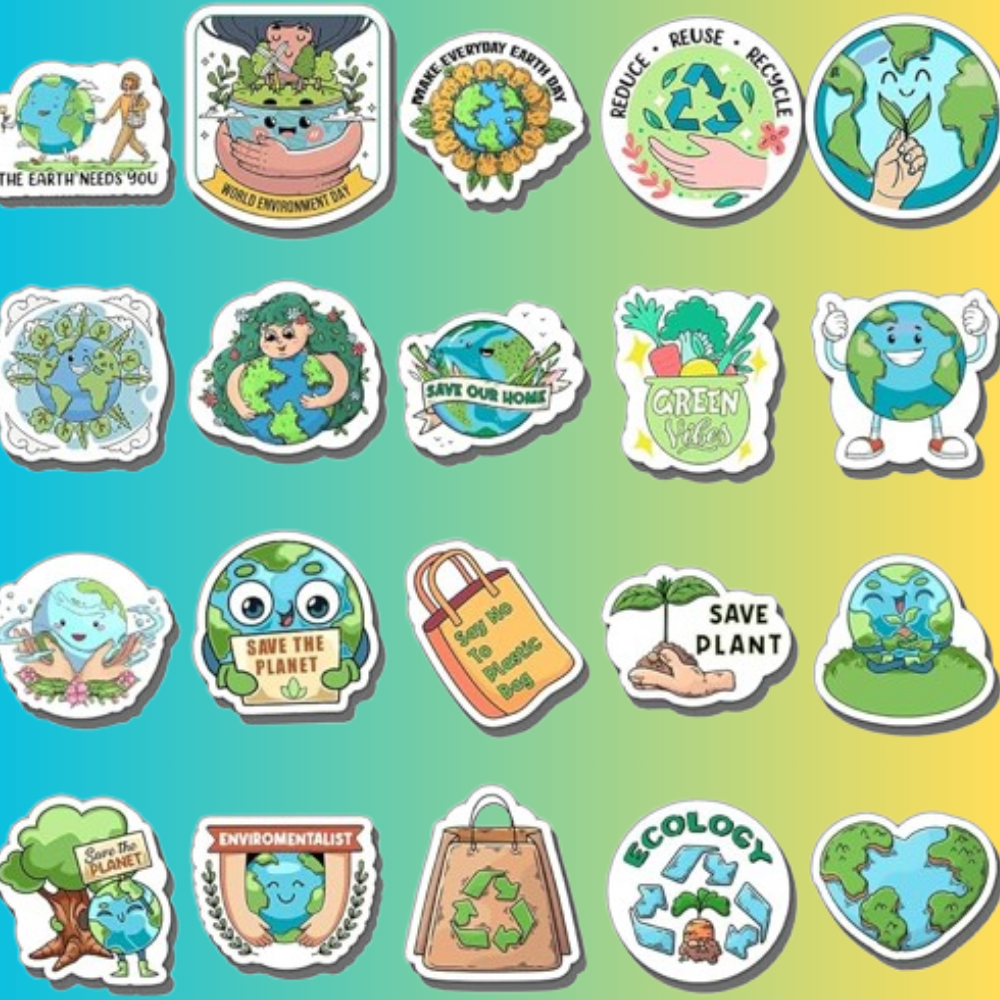 THE EARTH NEEDS YOU
WORLD ENVIRONMENT DAY
MAKE EVERYDAY EARTH DAY
REDUCE • REUSE • RECYCLE
SAVE OUR HOME
GREEN
Vibes
SAVE THE
PLANET
Say No
To
Plastic
Bag
SAVE
PLANT
Save the
PLANET
ENVIROMENTALIST
ECOLOGY